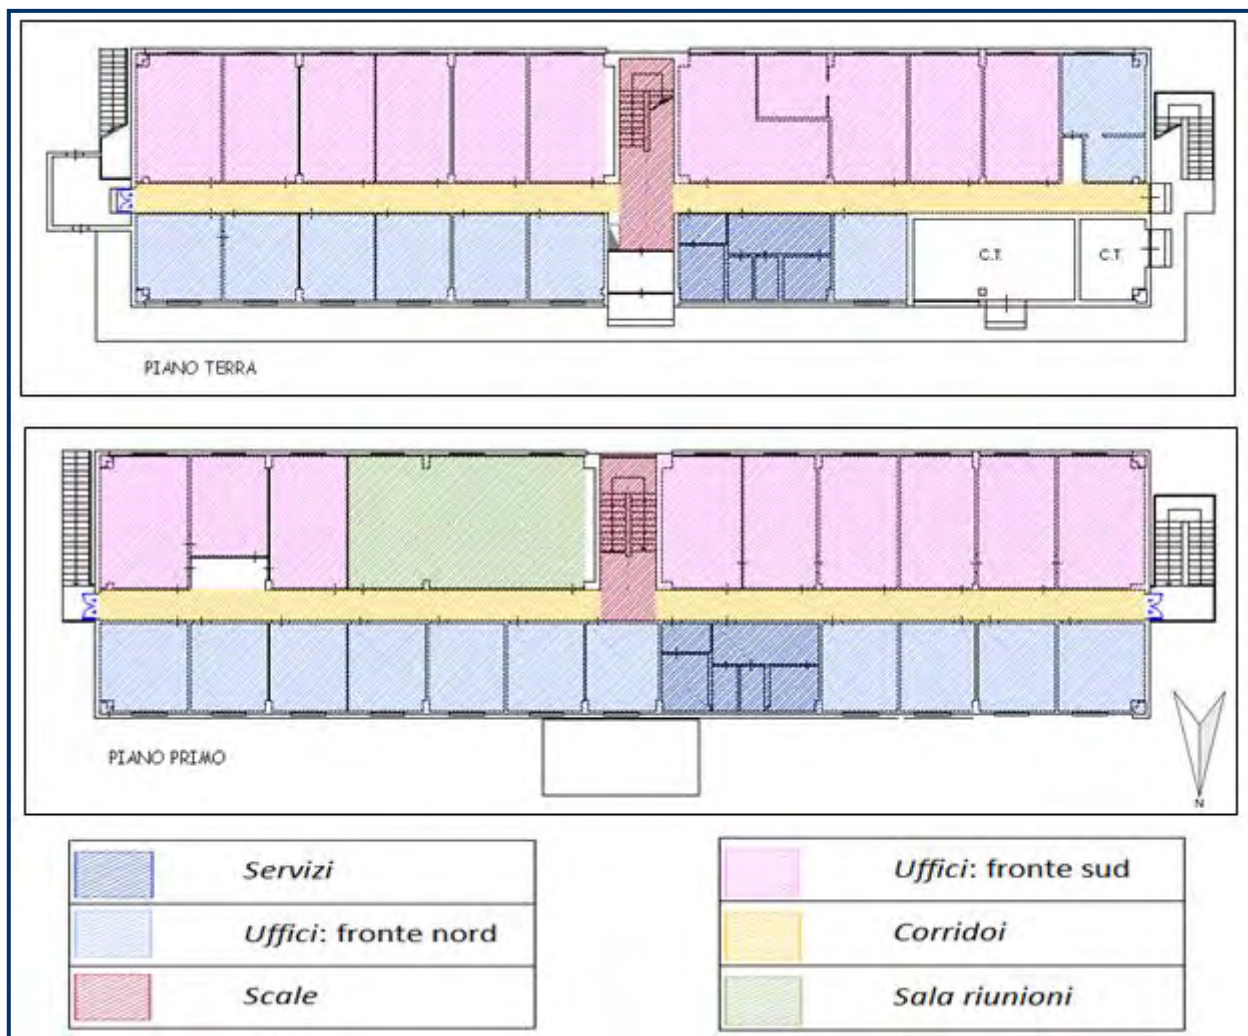 C.T.
C.T.
PIANO TERRA
PIANO PRIMO
N
Servizi
Uffici: fronte nord
Scale
Uffici: fronte sud
Corridoi
Sala riunioni